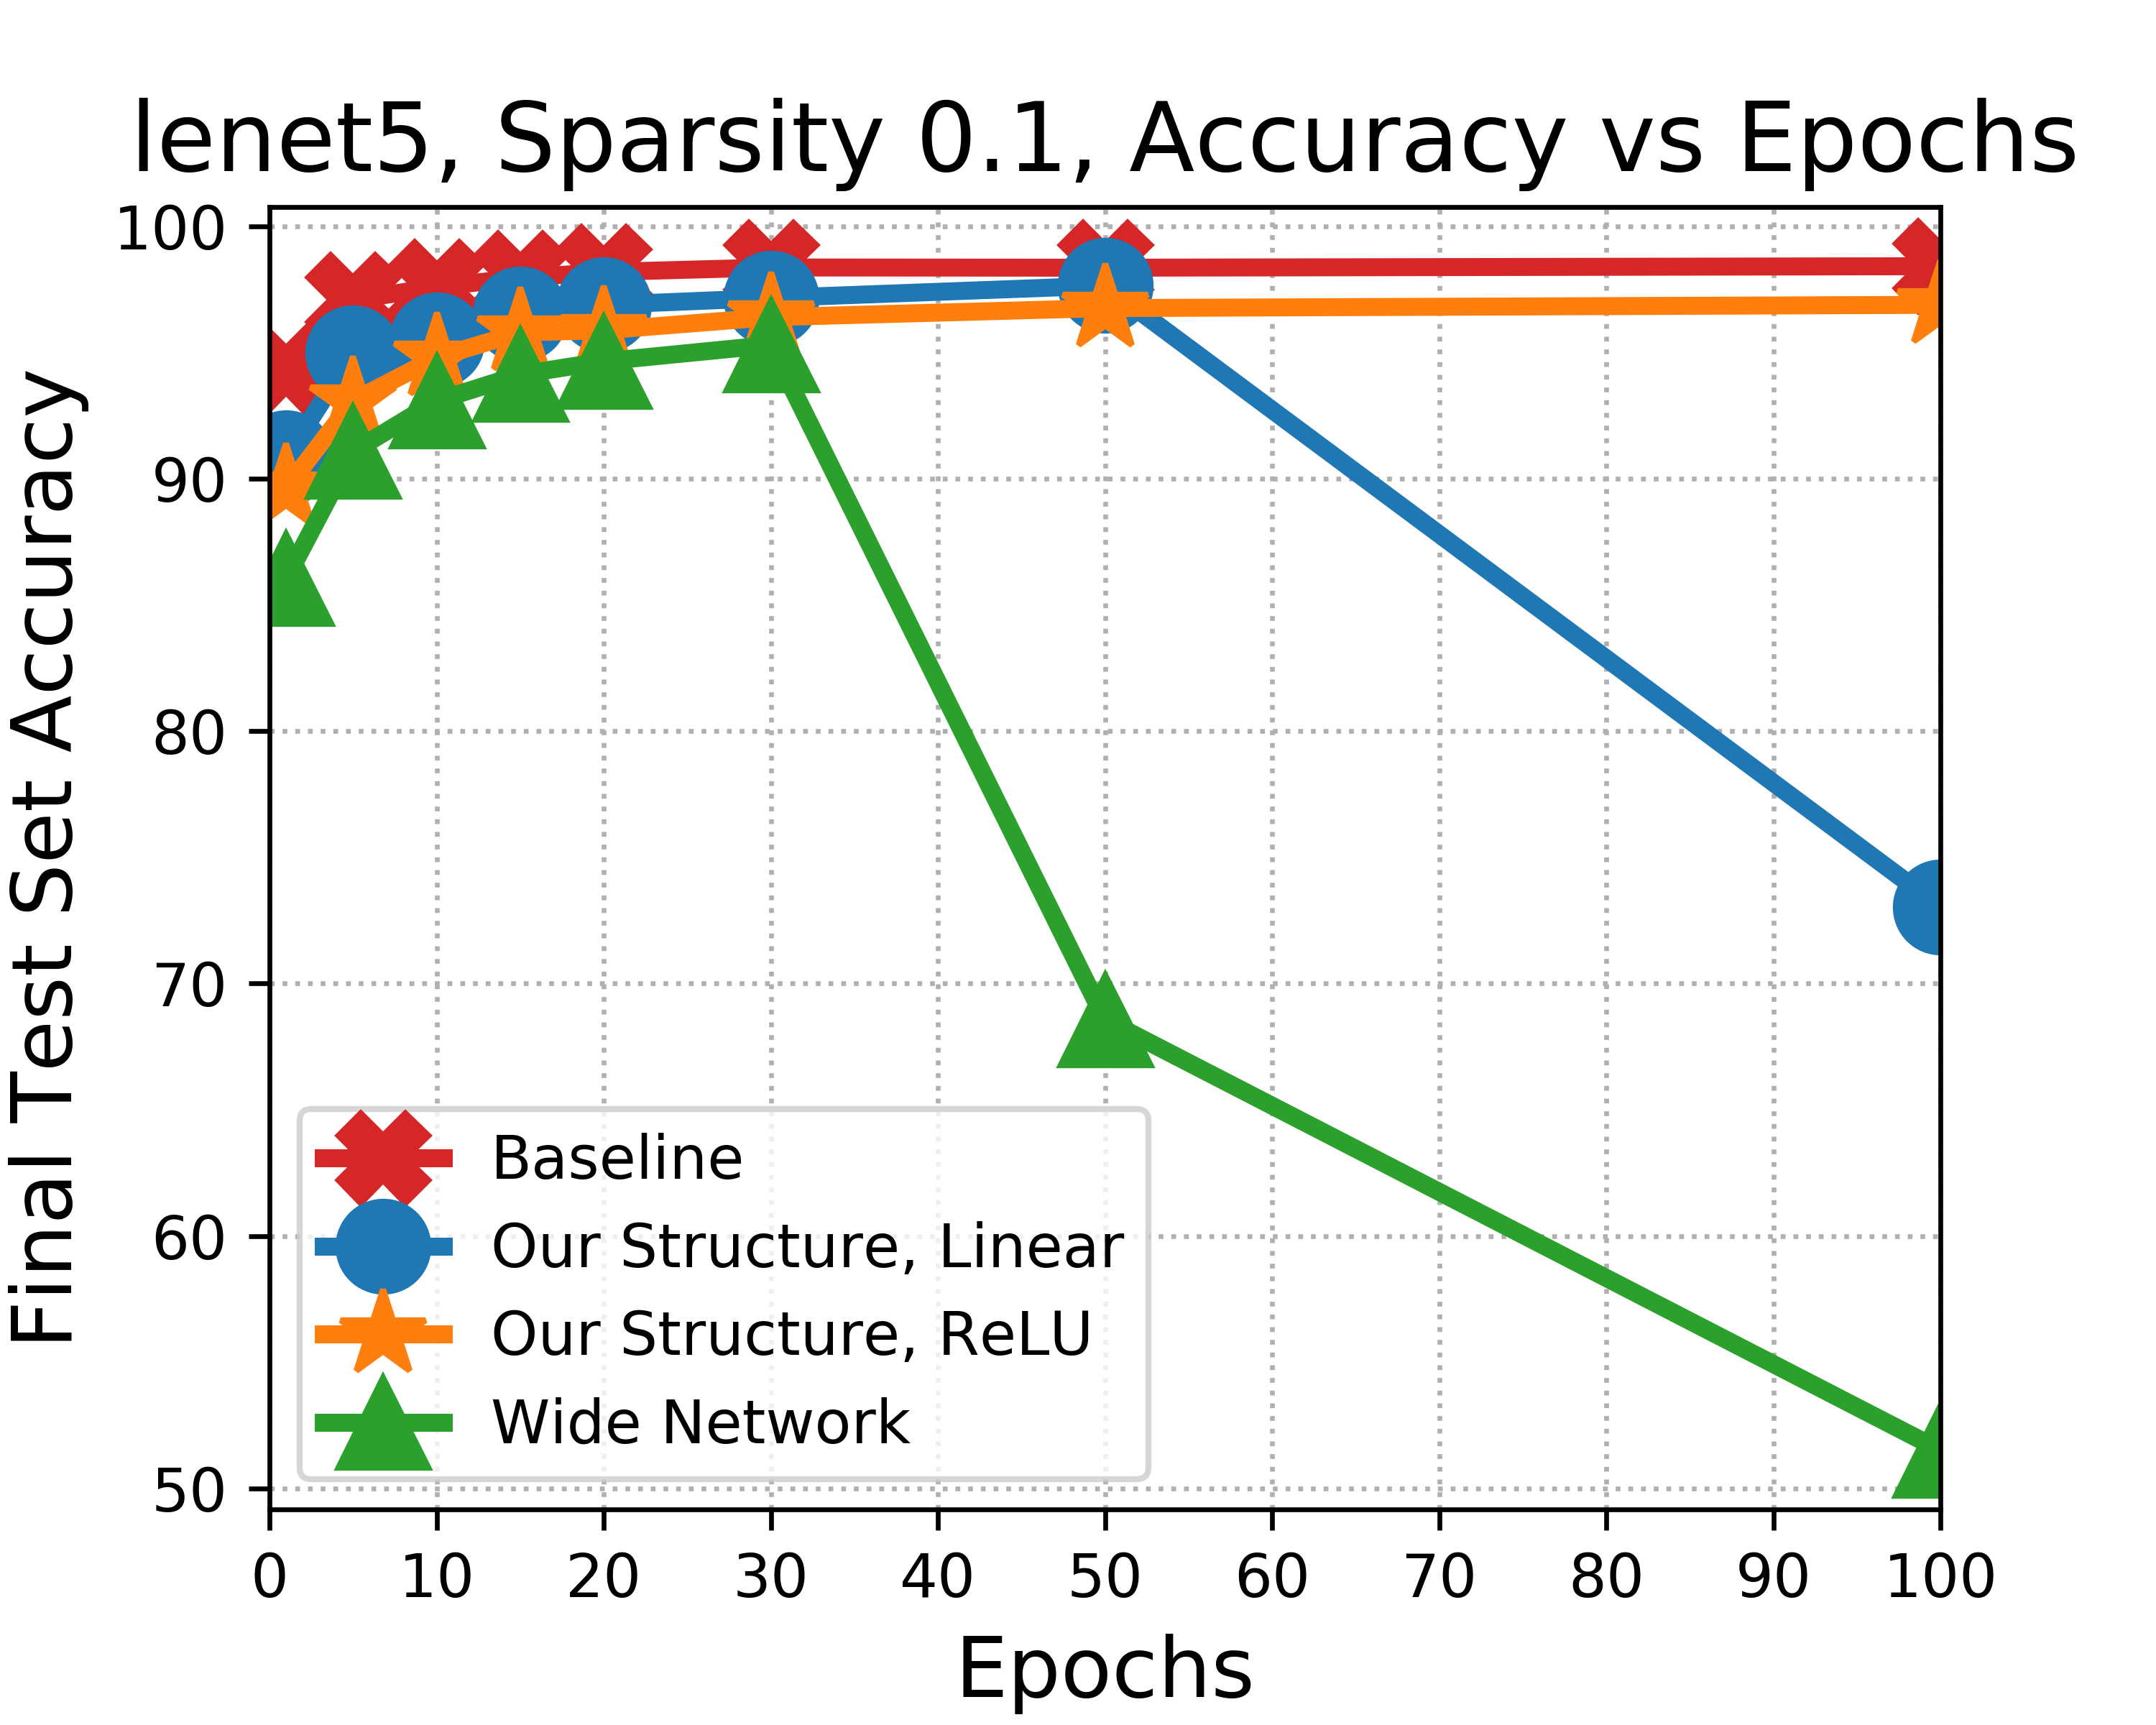 lenet5, Sparsity 0.1, Accuracy vs Epochs
Final Test Set Accuracy
100
90
80
70
60
50
Baseline
Our Structure, Linear
Our Structure, ReLU
Wide Network
0 10 20 30 40 50 60 70 80 90 100
Epochs